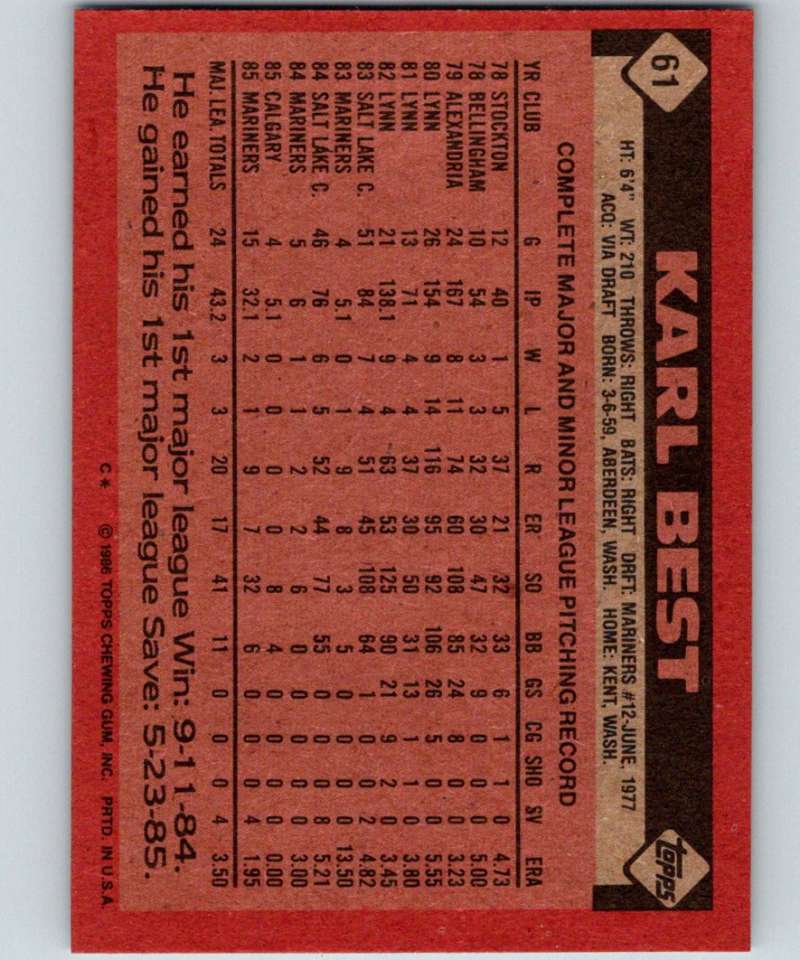 61
KARL BEST
topps
HT: 6'4" WT: 210 THROWS: RIGHT BATS: RIGHT DRFT: MARINERS #12-JUNE, 1977
ACQ: VIA DRAFT BORN: 3-6-59, ABERDEEN, WASH. HOME: KENT, WASH.
COMPLETE MAJOR AND MINOR LEAGUE PITCHING RECORD
YR CLUB G IP W L R ER SO BB GS CG SHO SV ERA
78 STOCKTON 12 40 1 5 37 21 32 33 6 1 1 0 4.73
78 BELLINGHAM 10 54 3 3 32 30 47 32 9 0 0 0 5.00
79 ALEXANDRIA 24 167 8 11 74 60 108 85 24 8 0 0 3.23
80 LYNN 26 154 9 14 116 95 92 106 26 5 0 0 5.55
81 LYNN 13 71 4 4 37 30 50 31 13 1 1 0 3.80
82 LYNN 21 138.1 9 4 63 53 125 90 21 9 2 0 3.45
83 SALT LAKE C. 51 84 7 4 51 45 108 64 1 0 0 2 4.82
83 MARINERS 4 5.1 0 1 9 8 3 5 0 0 0 0 13.50
84 SALT LAKE C. 46 76 6 5 52 44 77 55 0 0 0 8 5.21
84 MARINERS 5 6 1 1 2 2 6 0 0 0 0 0 3.00
85 CALGARY 4 5.1 0 0 0 0 8 4 0 0 0 0 0.00
85 MARINERS 15 32.1 2 1 9 7 32 6 0 0 0 4 1.95
MAJ. LEA. TOTALS 24 43.2 3 3 20 17 41 11 0 0 0 4 3.50
He earned his 1st major league Win: 9-11-84.
He gained his 1st major league Save: 5-23-85.
C* © 1986 TOPPS CHEWING GUM, INC. PRTD. IN U.S.A.